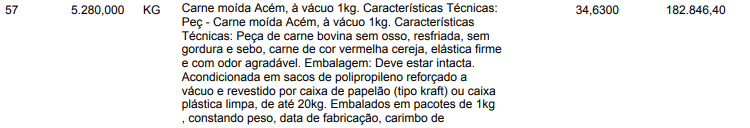 57 5.280,000 KG Carne moída Acém, à vácuo 1kg. Características Técnicas: 34,6300 182.846,40
Peç - Carne moída Acém, à vácuo 1kg. Características
Técnicas: Peça de carne bovina sem osso, resfriada, sem
gordura e sebo, carne de cor vermelha cereja, elástica firme
e com odor agradável. Embalagem: Deve estar intacta.
Acondicionada em sacos de polipropileno reforçado a
vácuo e revestido por caixa de papelão (tipo kraft) ou caixa
plástica limpa, de até 20kg. Embalados em pacotes de 1kg
, constando peso, data de fabricação, carimbo de